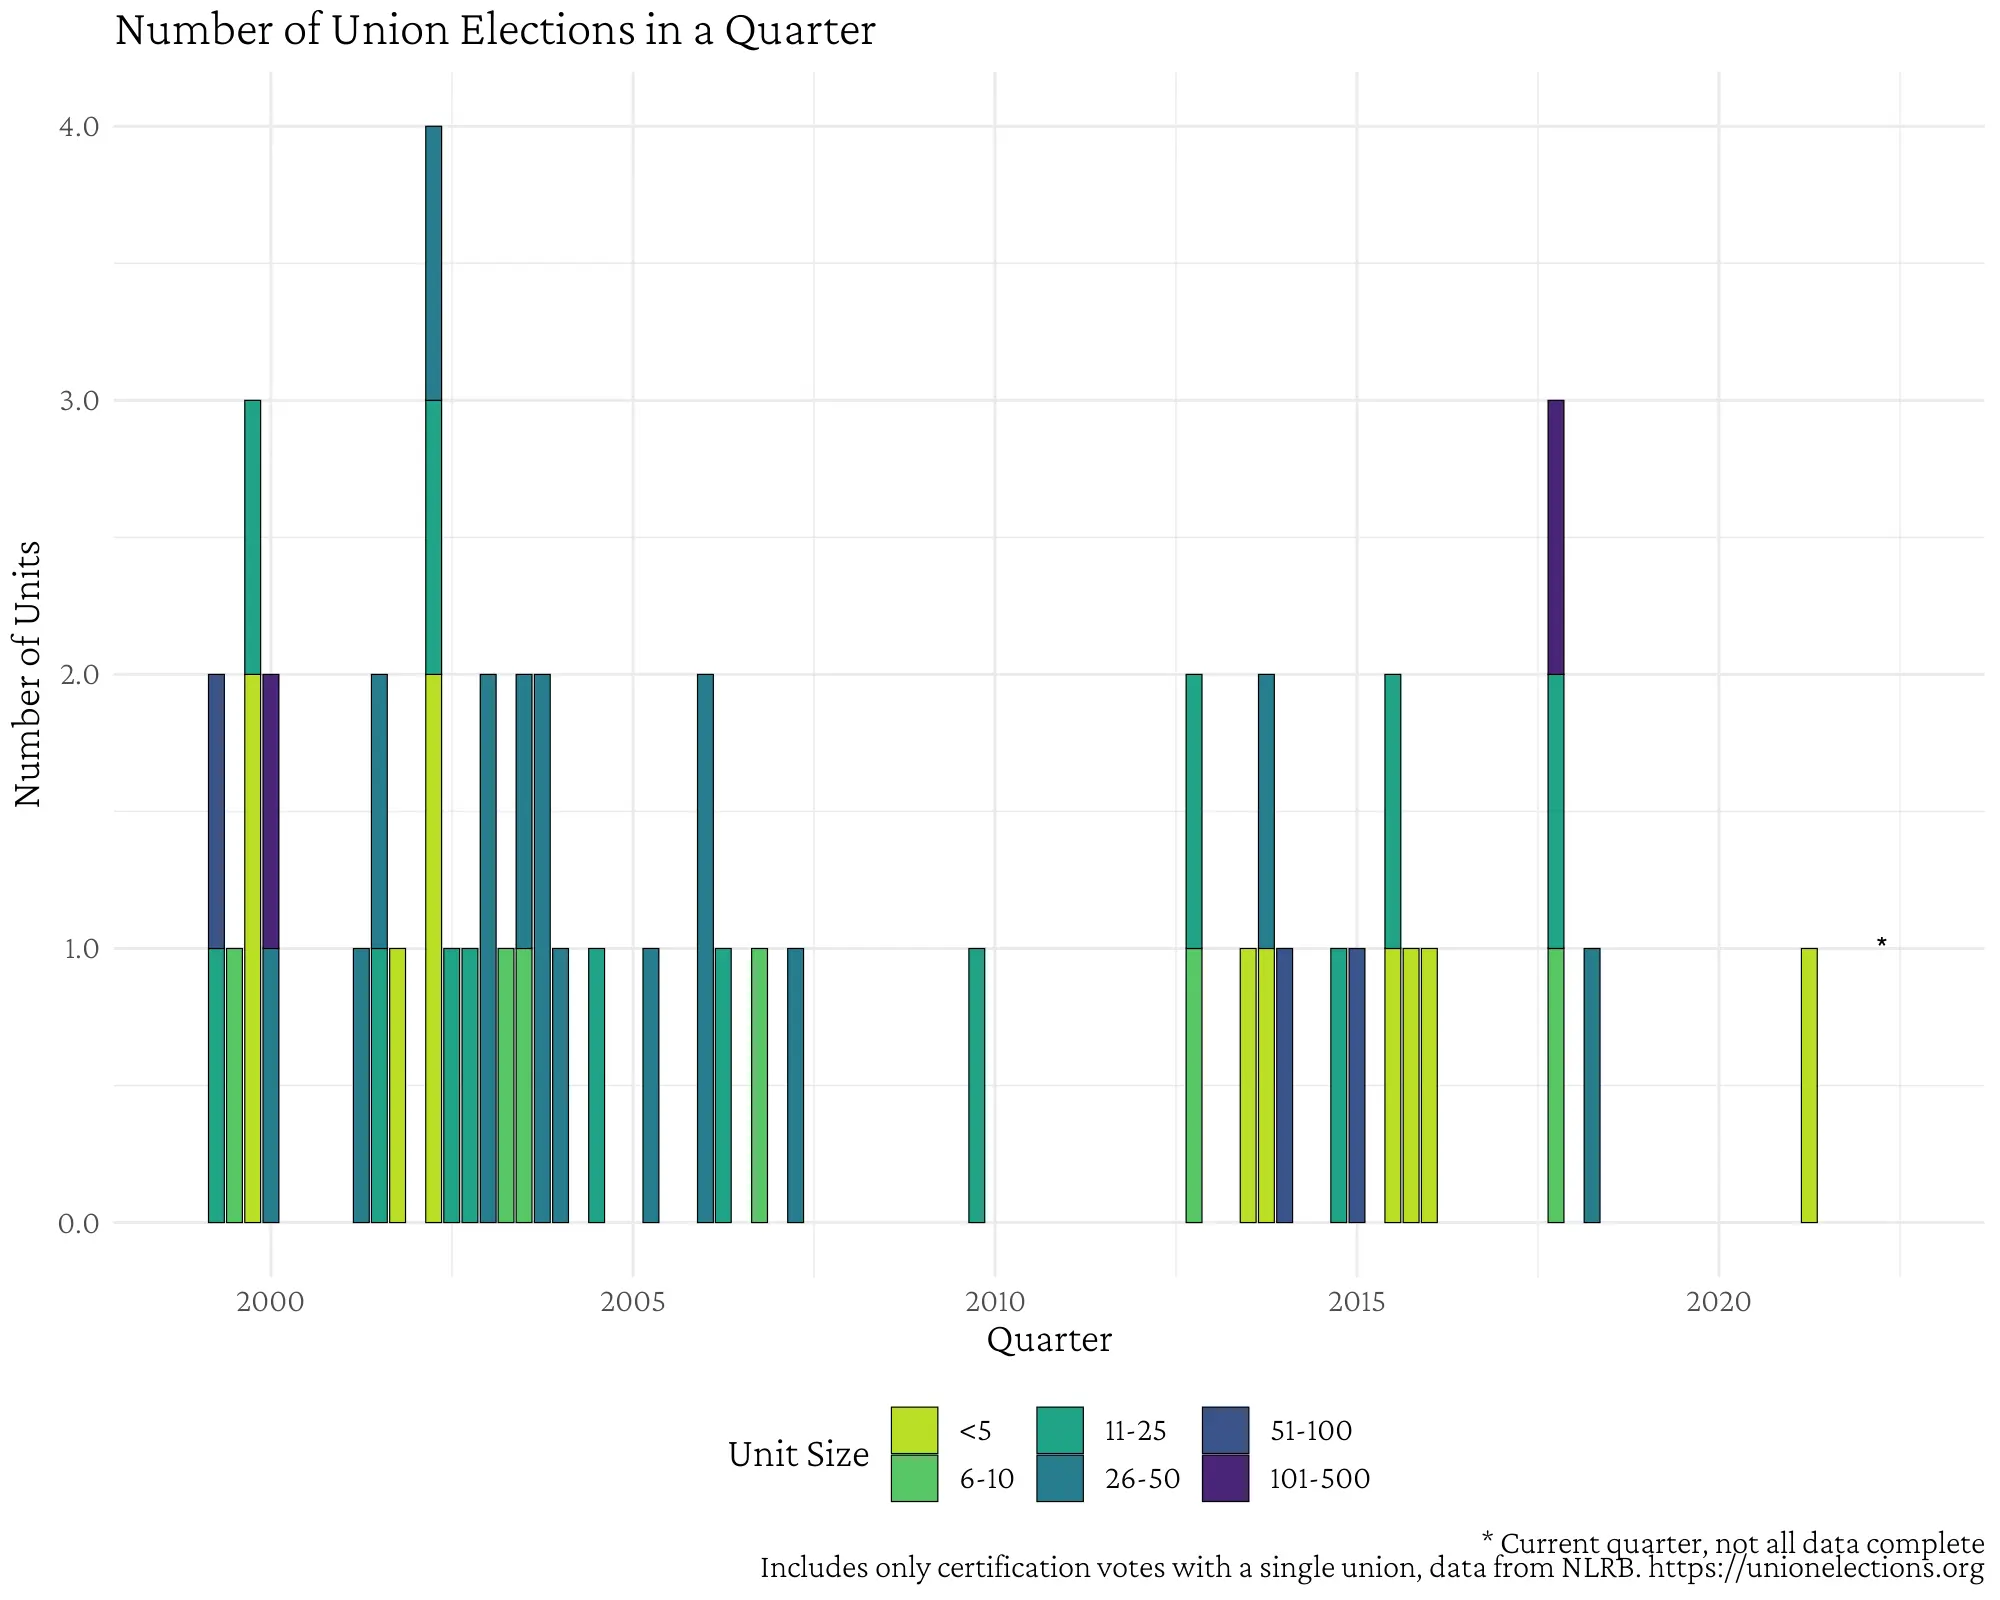 Number of Union Elections in a Quarter
4.0
3.0
2.0
1.0
0.0
Number of Units
*
2000 2005 2010 2015 2020
Quarter
Unit Size
<5 11-25 51-100
6-10 26-50 101-500
* Current quarter, not all data complete
Includes only certification votes with a single union, data from NLRB. https://unionelections.org